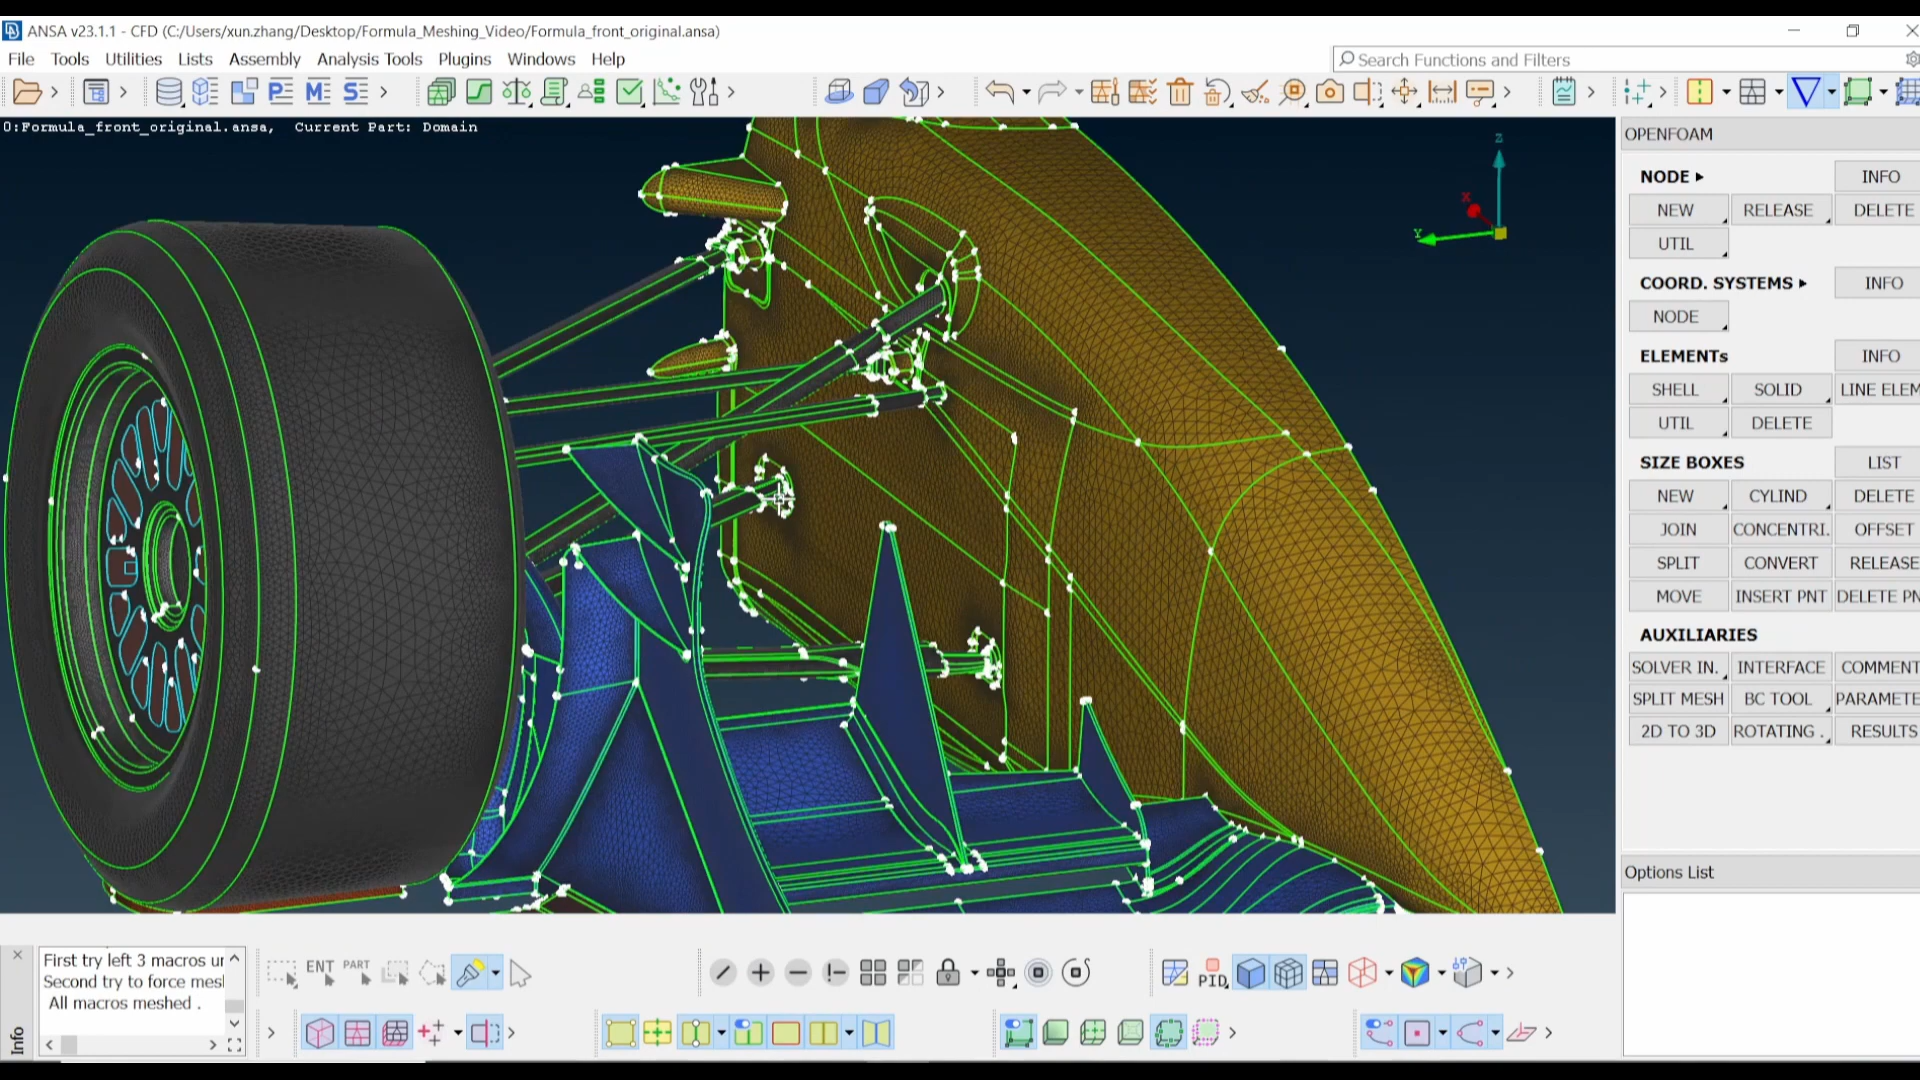 ANSA v23.1.1 - CFD (C:/Users/xun.zhang/Desktop/Formula_Meshing_Video/Formula_front_original.ansa)
File Tools Utilities Lists Assembly Analysis Tools Plugins Windows Help
Search Functions and Filters
P M S
0:Formula_front_original.ansa, Current Part: Domain
Z
X
Y
OPENFOAM
NODE INFO
NEW RELEASE DELETE
UTIL
COORD. SYSTEMS INFO
NODE
ELEMENTs INFO
SHELL SOLID LINE ELEM
UTIL DELETE
SIZE BOXES LIST
NEW CYLIND DELETE
JOIN CONCENTRI. OFFSET
SPLIT CONVERT RELEASE
MOVE INSERT PNT DELETE PN
AUXILIARIES
SOLVER IN. INTERFACE COMMENT
SPLIT MESH BC TOOL PARAMETE
2D TO 3D ROTATING . RESULTS
Options List
Info
First try left 3 macros ur
Second try to force mesl
All macros meshed .
ENT PART
PID